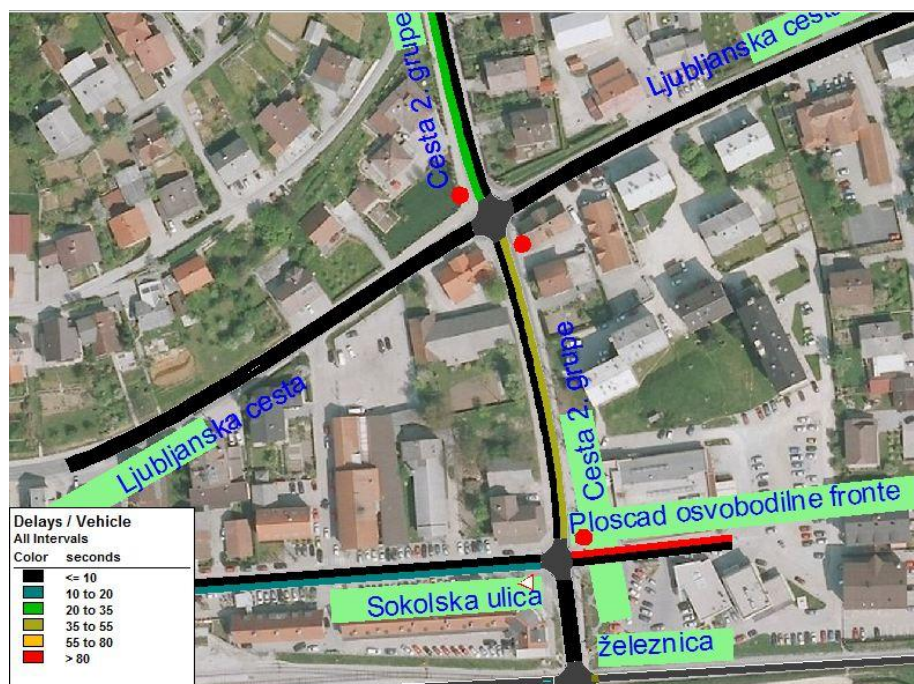 Cesta 2. grupe
Ljubljanska cesta
Ljubljanska cesta
Cesta 2. grupe
Ploscad osvobodilne fronte
Sokolska ulica
železnica
Delays / Vehicle
All Intervals
Color seconds
<= 10
10 to 20
20 to 35
35 to 55
55 to 80
> 80